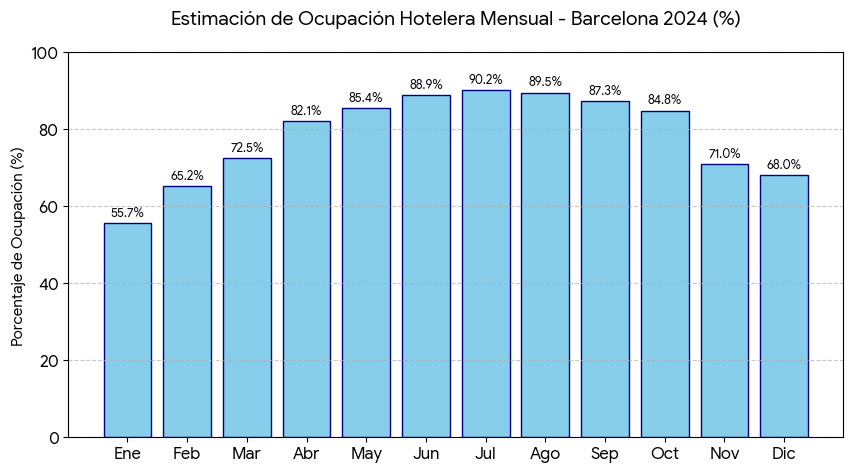 Estimación de Ocupación Hotelera Mensual - Barcelona 2024 (%)
Porcentaje de Ocupación (%)
100
80
60
40
20
0
55.7%
65.2%
72.5%
82.1%
85.4%
88.9%
90.2%
89.5%
87.3%
84.8%
71.0%
68.0%
Ene
Feb
Mar
Abr
May
Jun
Jul
Ago
Sep
Oct
Nov
Dic